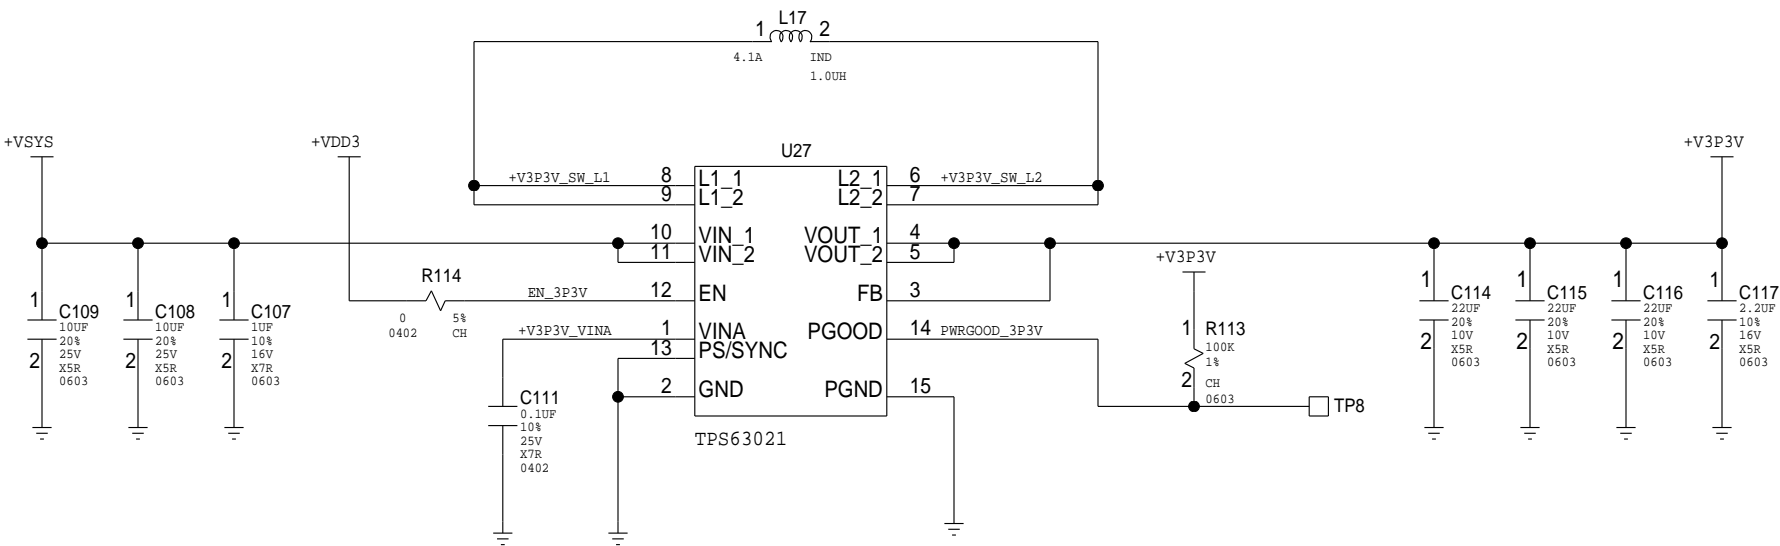 L17
1 2
4.1A IND
1.0UH
+VSYS
+VDD3
+V3P3V
U27
+V3P3V_SW_L1 8 L1_1 L2_1 6 +V3P3V_SW_L2
9 L1_2 L2_2 7
10 VIN_1 VOUT_1 4
11 VIN_2 VOUT_2 5
+V3P3V
R114
EN_3P3V 12 EN FB 3
0 5%
0402 CH
+V3P3V_VINA 1 VINA PGOOD 14 PWRGOOD_3P3V
13 PS/SYNC
2 GND PGND 15
TPS63021
1
C109
10UF
20%
25V
2
X5R
0603
1
C108
10UF
20%
25V
2
X5R
0603
1
C107
1UF
10%
16V
2
X7R
0603
C111
0.1UF
10%
25V
X7R
0402
1
R113
100K
1%
2
CH
0603
TP8
1
C114
22UF
20%
10V
2
X5R
0603
1
C115
22UF
20%
10V
2
X5R
0603
1
C116
22UF
20%
10V
2
X5R
0603
1
C117
2.2UF
10%
16V
2
X5R
0603